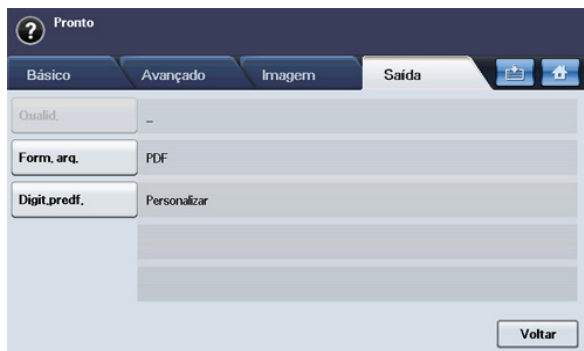 Pronto
Básico Avançado Imagem Saída
Qualid. _
Form. arq. PDF
Digit.predf. Personalizar
Voltar